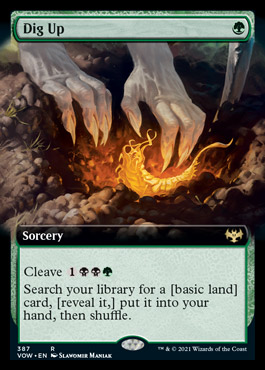 Dig Up
Sorcery
Cleave 1
Search your library for a [basic land]
card, [reveal it,] put it into your
hand, then shuffle.
387 R
VOW • EN SLAWOMIR MANIAK
™ & © 2021 Wizards of the Coast